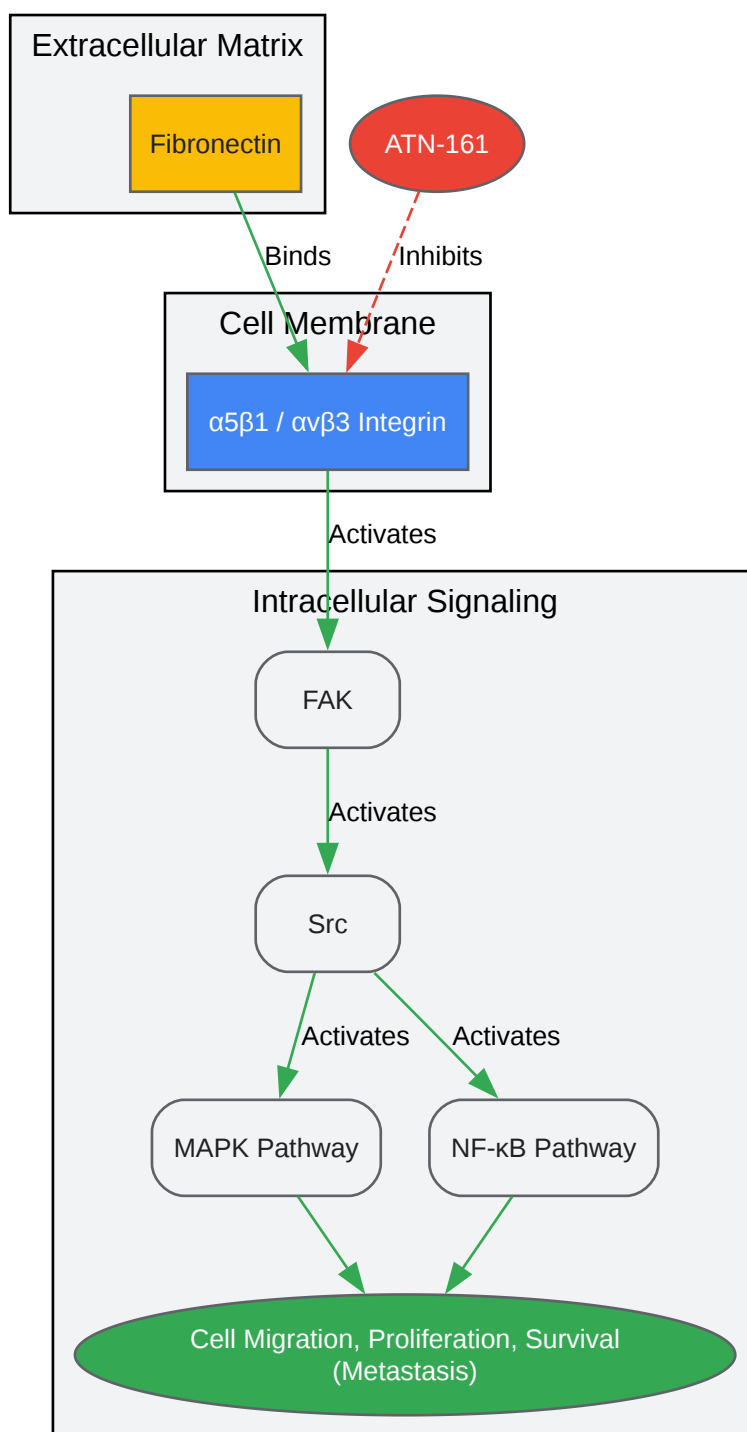 Extracellular Matrix
Fibronectin
ATN-161
Binds
Inhibits
Cell Membrane
α5β1 / αvβ3 Integrin
Activates
Intracellular Signaling
FAK
Activates
Src
Activates
Activates
MAPK Pathway
NF-κB Pathway
Cell Migration, Proliferation, Survival
(Metastasis)